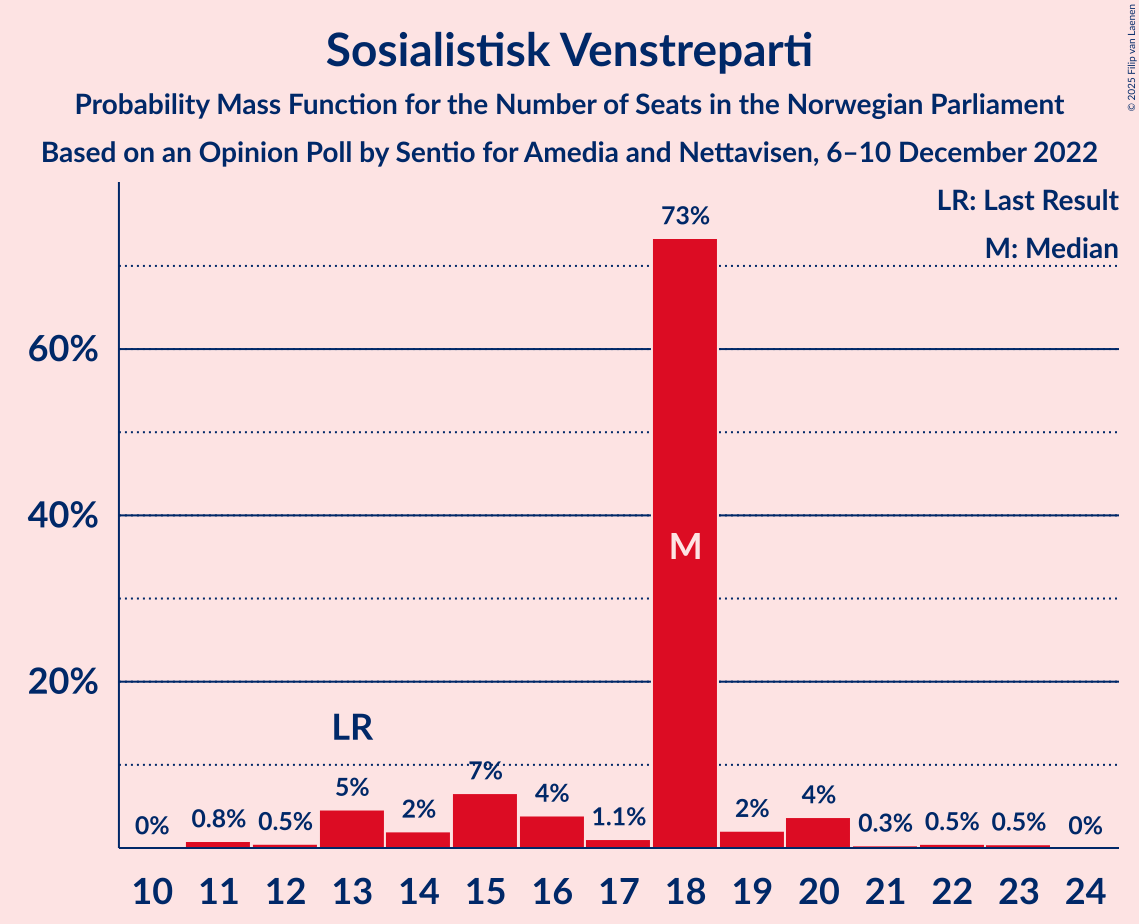 Sosialistisk Venstreparti
Probability Mass Function for the Number of Seats in the Norwegian Parliament
Based on an Opinion Poll by Sentio for Amedia and Nettavisen, 6–10 December 2022
© 2025 Filip van Laenen
LR: Last Result
M: Median
60%
40%
20%
0%
0.8%
0.5%
5%
LR
2%
7%
4%
1.1%
73%
M
2%
4%
0.3%
0.5%
0.5%
0%
10 11 12 13 14 15 16 17 18 19 20 21 22 23 24